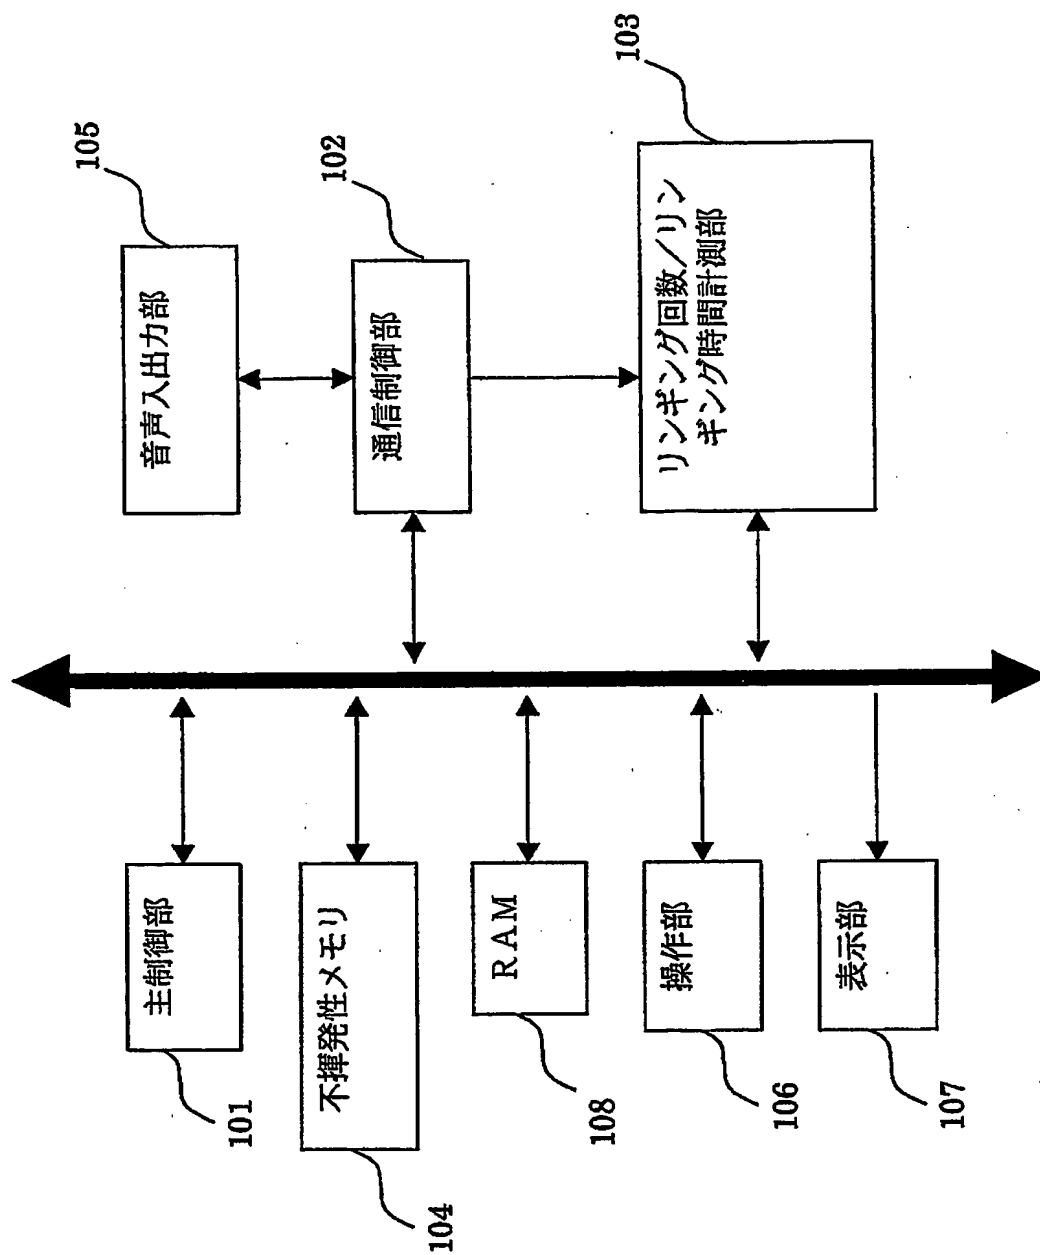 105
音声入出力部
102
通信制御部
103
リンギング回数／リン
ギング時間計測部
主制御部
101
不揮発性メモリ
104
RAM
108
操作部
106
表示部
107